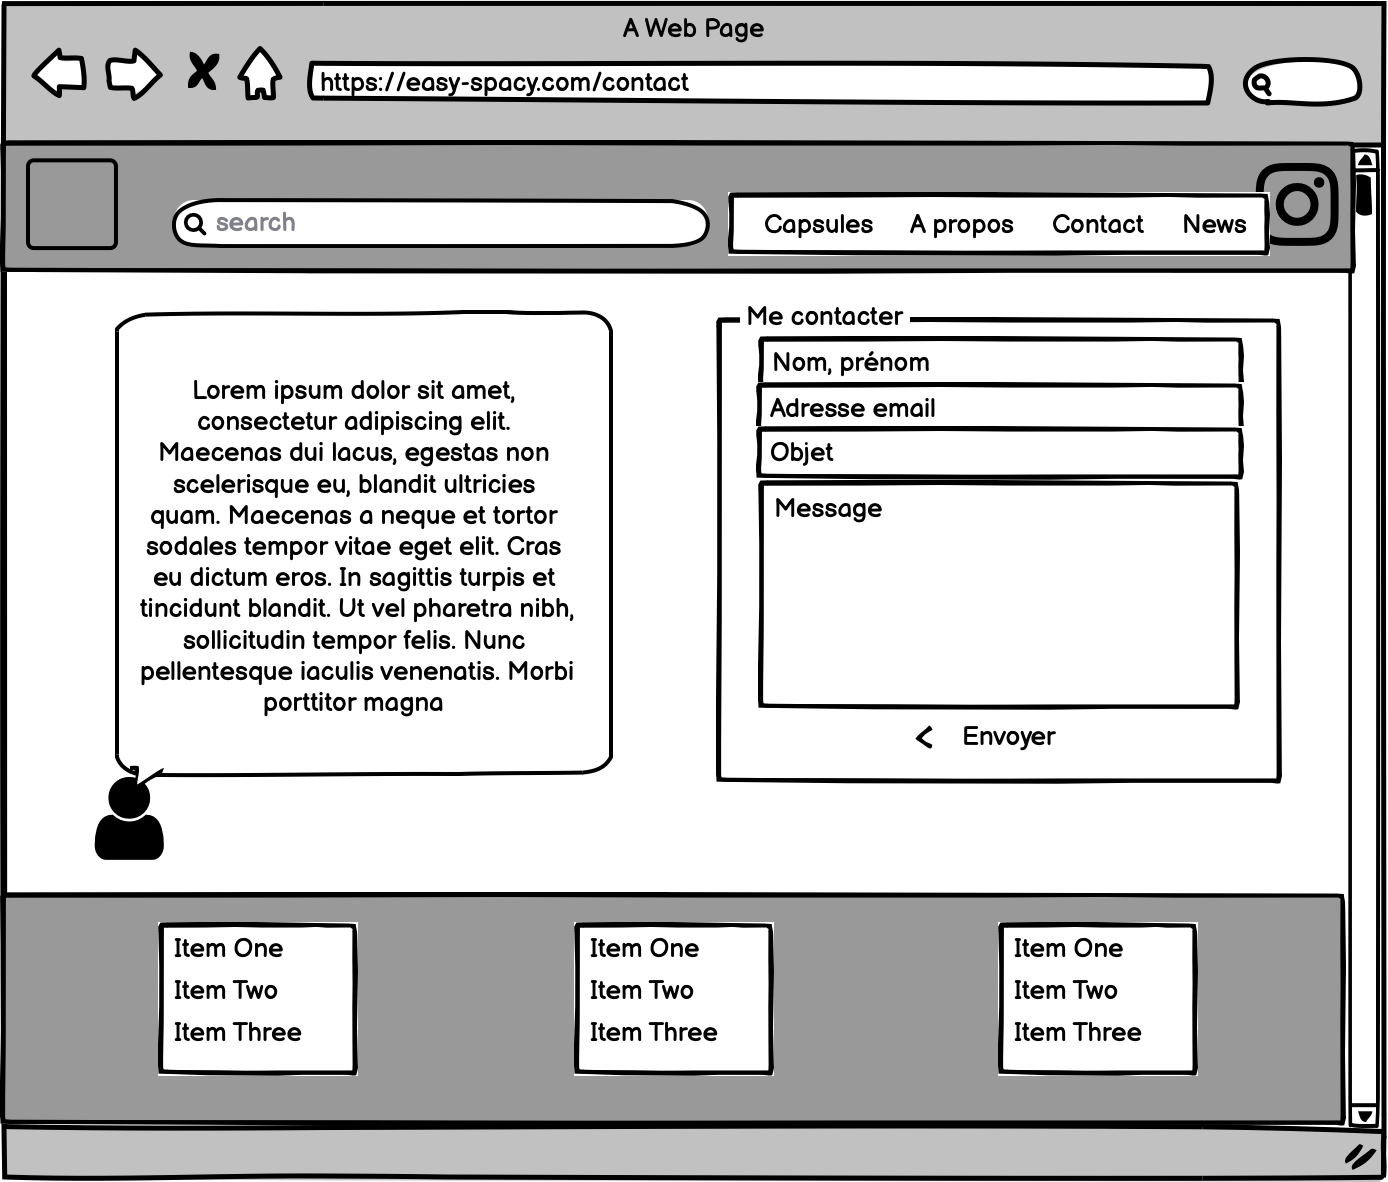 A Web Page
https://easy-spacy.com/contact
search
Capsules A propos Contact News
Lorem ipsum dolor sit amet,
consectetur adipiscing elit.
Maecenas dui lacus, egestas non
scelerisque eu, blandit ultricies
quam. Maecenas a neque et tortor
sodales tempor vitae eget elit. Cras
eu dictum eros. In sagittis turpis et
tincidunt blandit. Ut vel pharetra nibh,
sollicitudin tempor felis. Nunc
pellentesque iaculis venenatis. Morbi
porttitor magna
Me contacter
Nom, prénom
Adresse email
Objet
Message
Envoyer
Item One
Item Two
Item Three
Item One
Item Two
Item Three
Item One
Item Two
Item Three